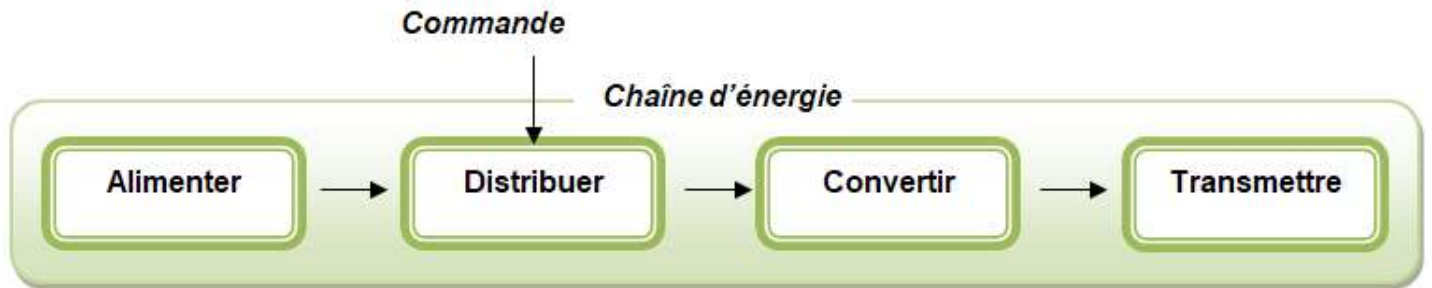 Commande
Chaîne d'énergie
Alimenter
Distribuer
Convertir
Transmettre